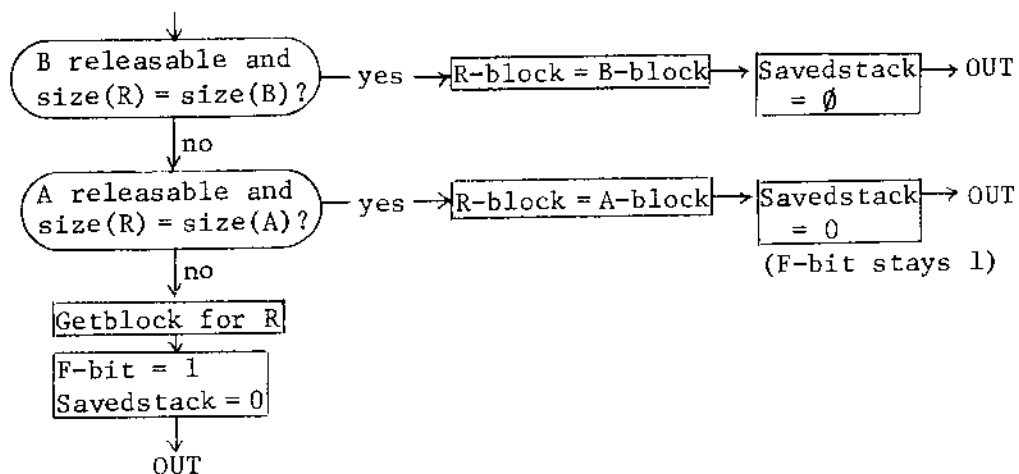 B releasable and
size(R) = size(B)?
yes
R-block = B-block
Savedstack
= Ø
OUT
no
A releasable and
size(R) = size(A)?
yes
R-block = A-block
Savedstack
= 0
OUT
(F-bit stays 1)
no
Getblock for R
F-bit = 1
Savedstack = 0
OUT